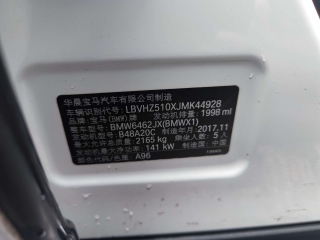 华晨宝马汽车有限公司制造
车辆识别代号: LBVHZ510XJMK44928
品牌: 宝马(BMW)牌 发动机排量: 1998 ml
整车型号: BMW6462JX(BMWX1)
发动机型号: B48A20C 制造年月 2017.11
最大允许总质量: 2165 kg 乘坐人数: 5 人
发动机最大净功率: 141 kW 制造国: 中国
颜色代码: A96